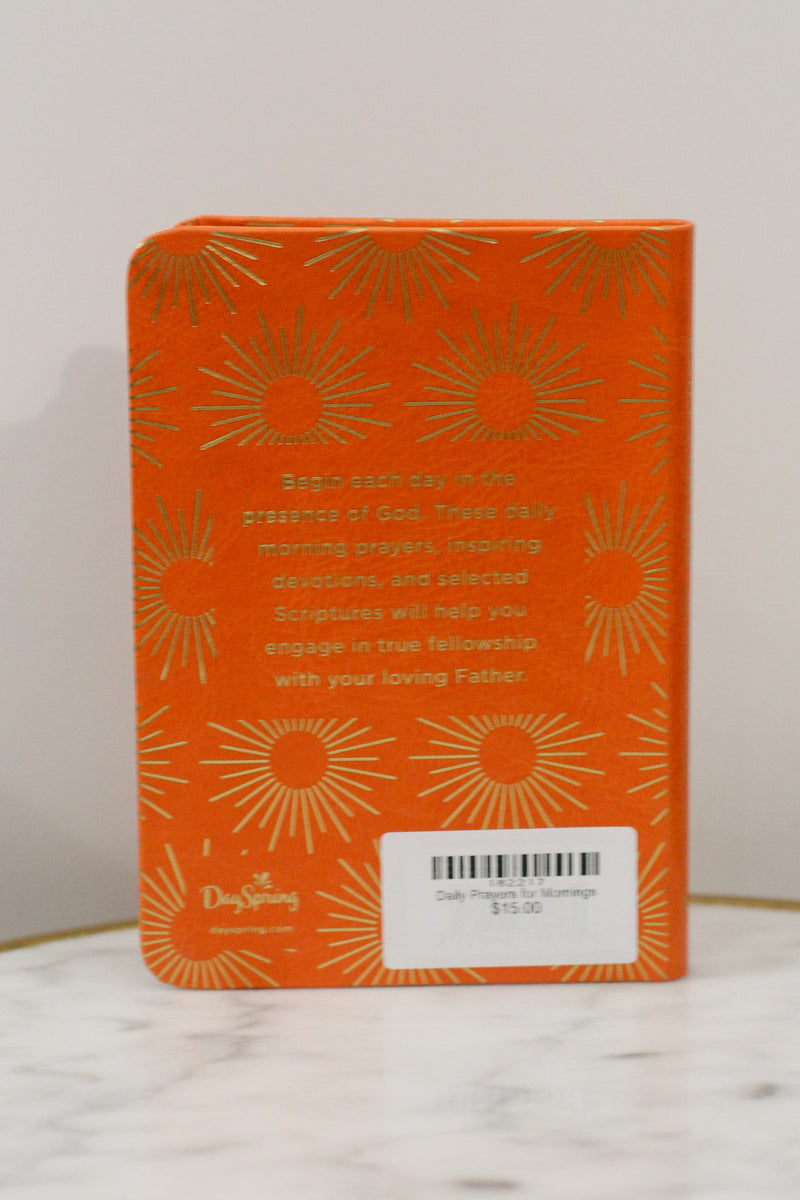 Begin each day in the
presence of God. These daily
morning prayers, inspiring
devotions, and selected
Scriptures will help you
engage in true fellowship
with your loving Father.
DaySpring
dayspring.com
182217
Daily Prayers for Mornings
$15.00